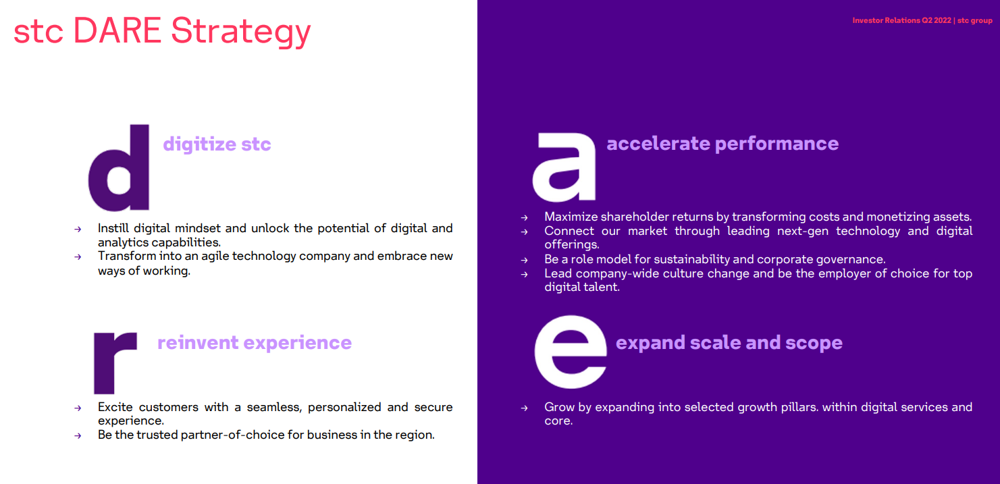 stc DARE Strategy
Investor Relations Q2 2022 | stc group
d
digitize stc
→ Instill digital mindset and unlock the potential of digital and
analytics capabilities.
→ Transform into an agile technology company and embrace new
ways of working.
a
accelerate performance
→ Maximize shareholder returns by transforming costs and monetizing assets.
→ Connect our market through leading next-gen technology and digital
offerings.
→ Be a role model for sustainability and corporate governance.
→ Lead company-wide culture change and be the employer of choice for top
digital talent.
r
reinvent experience
→ Excite customers with a seamless, personalized and secure
experience.
→ Be the trusted partner-of-choice for business in the region.
e
expand scale and scope
→ Grow by expanding into selected growth pillars. within digital services and
core.